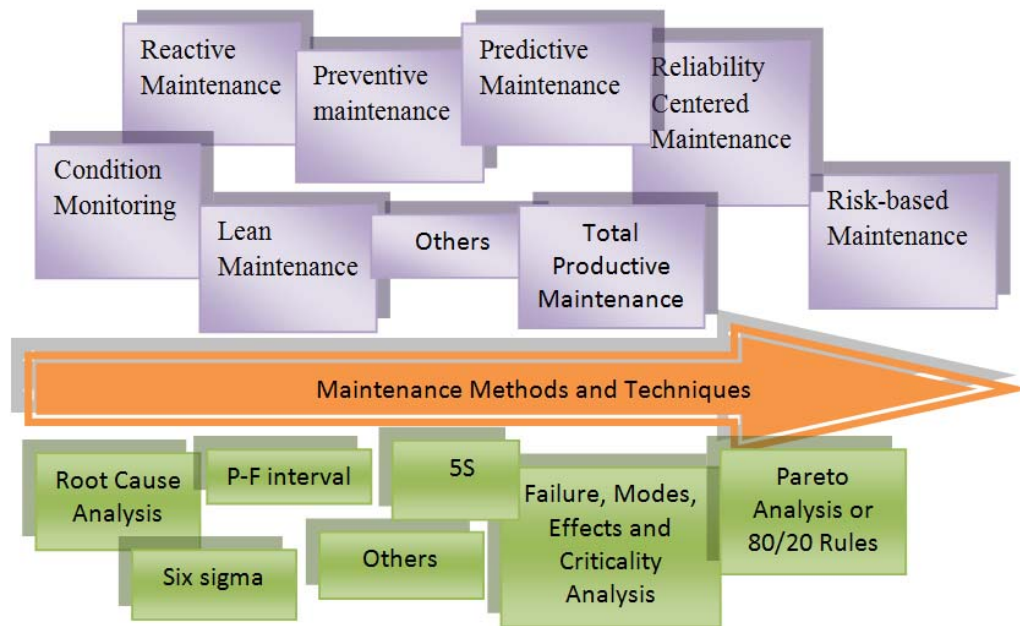 Reactive
Maintenance
Preventive
maintenance
Predictive
Maintenance
Reliability
Centered
Maintenance
Condition
Monitoring
Lean
Maintenance
Others
Total
Productive
Maintenance
Risk-based
Maintenance
Maintenance Methods and Techniques
Root Cause
Analysis
P-F interval
5S
Failure, Modes,
Effects and
Criticality
Analysis
Pareto
Analysis or
80/20 Rules
Six sigma
Others